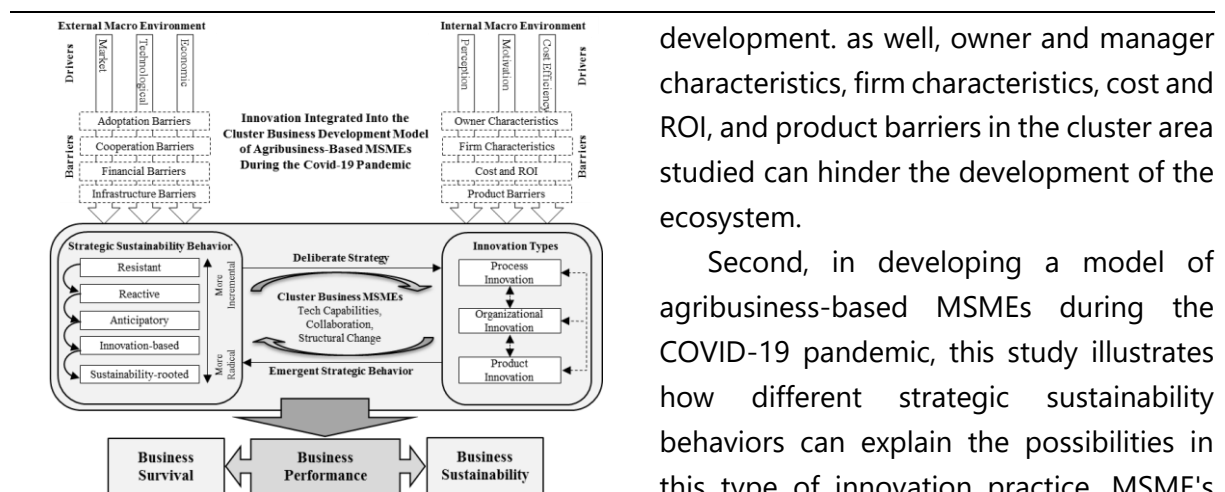 External Macro Environment
Drivers
Market
Technological
Economic
Barriers
Adoptation Barriers
Cooperation Barriers
Financial Barriers
Infrastructure Barriers
Innovation Integrated Into the
Cluster Business Development Model
of Agribusiness-Based MSMEs
During the Covid-19 Pandemic
Internal Macro Environment
Perception
Motivation
Cost Efficiency
Drivers
Owner Characteristics
Firm Characteristics
Cost and ROI
Product Barriers
Barriers
Strategic Sustainability Behavior
Resistant
Reactive
Anticipatory
Innovation-based
Sustainability-rooted
More
Incremental
More
Radical
Deliberate Strategy
Cluster Business MSMEs
Tech Capabilities,
Collaboration,
Structural Change
Emergent Strategic Behavior
Innovation Types
Process
Innovation
Organizational
Innovation
Product
Innovation
Business
Survival
Business
Performance
Business
Sustainability
development. as well, owner and manager
characteristics, firm characteristics, cost and
ROI, and product barriers in the cluster area
studied can hinder the development of the
ecosystem.
Second, in developing a model of
agribusiness-based MSMEs during the
COVID-19 pandemic, this study illustrates
how different strategic sustainability
behaviors can explain the possibilities in
this type of innovation practice. MSME's